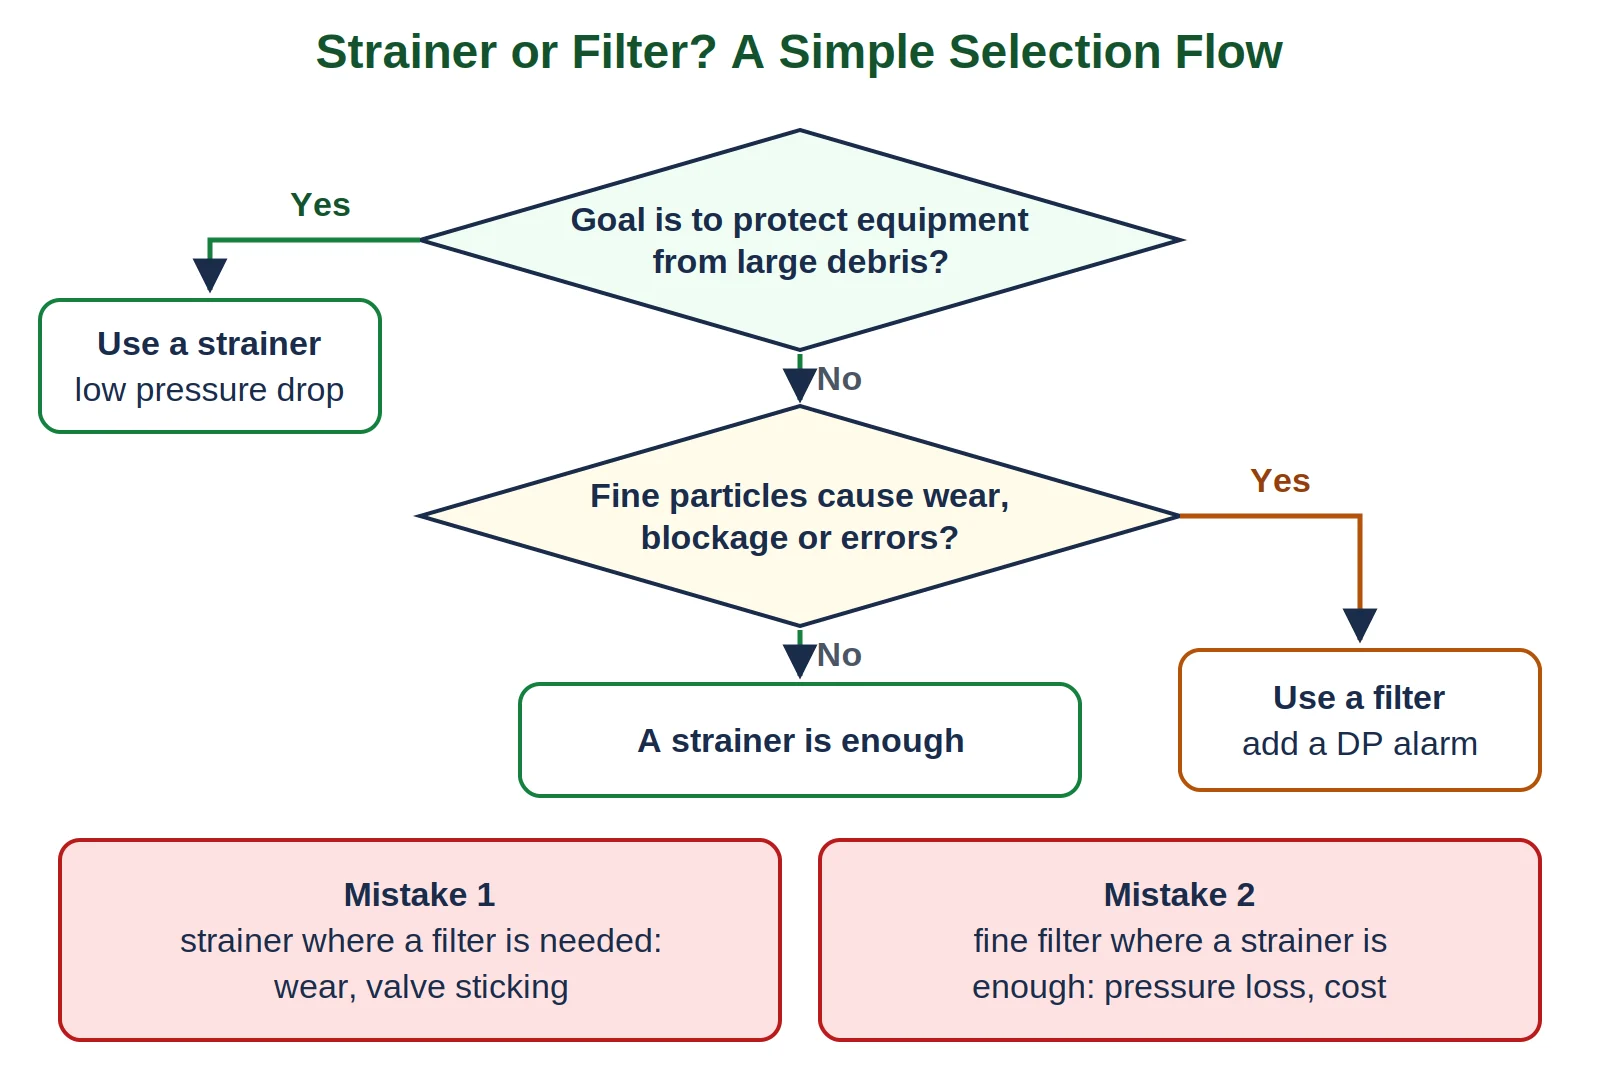 Strainer or Filter? A Simple Selection Flow
Yes
Goal is to protect equipment
from large debris?
Use a strainer
low pressure drop
No
Fine particles cause wear,
blockage or errors?
Yes
No
A strainer is enough
Use a filter
add a DP alarm
Mistake 1
strainer where a filter is needed:
wear, valve sticking
Mistake 2
fine filter where a strainer is
enough: pressure loss, cost